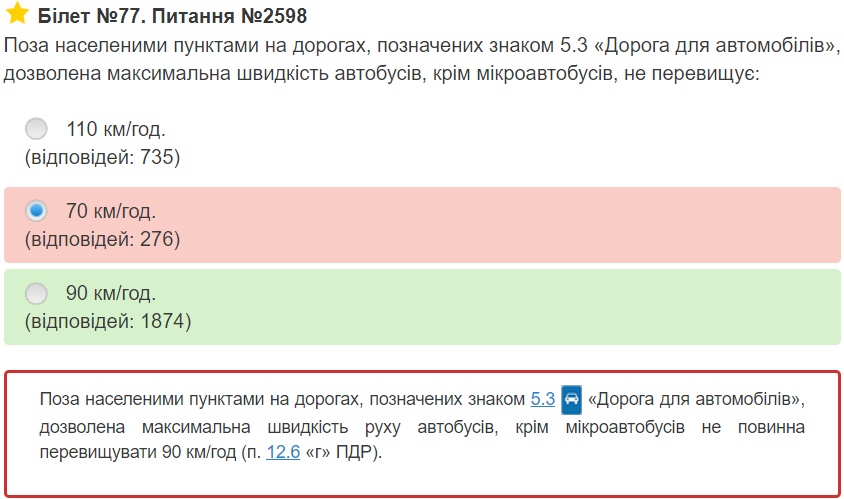 Білет №77. Питання №2598
Поза населеними пунктами на дорогах, позначених знаком 5.3 «Дорога для автомобілів»,
дозволена максимальна швидкість автобусів, крім мікроавтобусів, не перевищує:
110 км/год.
(відповідей: 735)
70 км/год.
(відповідей: 276)
90 км/год.
(відповідей: 1874)
Поза населеними пунктами на дорогах, позначених знаком 5.3 «Дорога для автомобілів»,
дозволена максимальна швидкість руху автобусів, крім мікроавтобусів не повинна
перевищувати 90 км/год (п. 12.6 «г» ПДР).